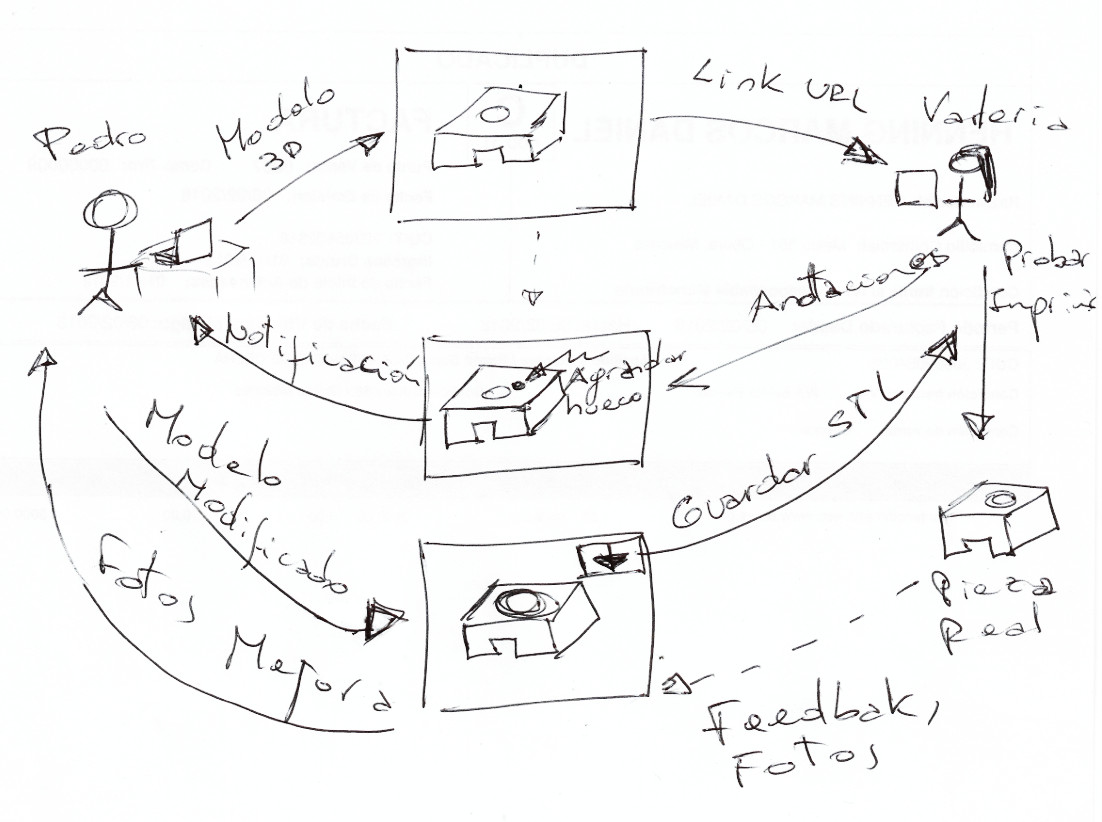 Pedro
Modelo
3D
Link URL
Valeria
Anotaciones
Probar
Imprimir
Notificación
Agrandar
hueco
Modelo
Modificado
Guardar STL
Fotos
Mejora
Pieza
Real
Feedbak,
Fotos